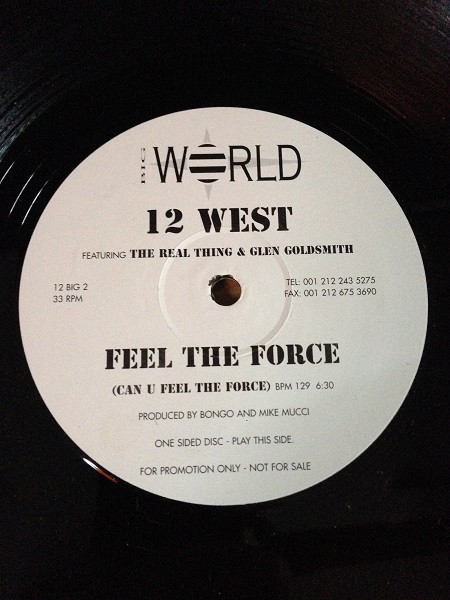 BIG WORLD
12 WEST
FEATURING THE REAL THING & GLEN GOLDSMITH
12 BIG 2
33 RPM
TEL: 001 212 243 5275
FAX: 001 212 675 3690
FEEL THE FORCE
(CAN U FEEL THE FORCE) BPM 129 6:30
PRODUCED BY BONGO AND MIKE MUCCI
ONE SIDED DISC - PLAY THIS SIDE.
FOR PROMOTION ONLY - NOT FOR SALE